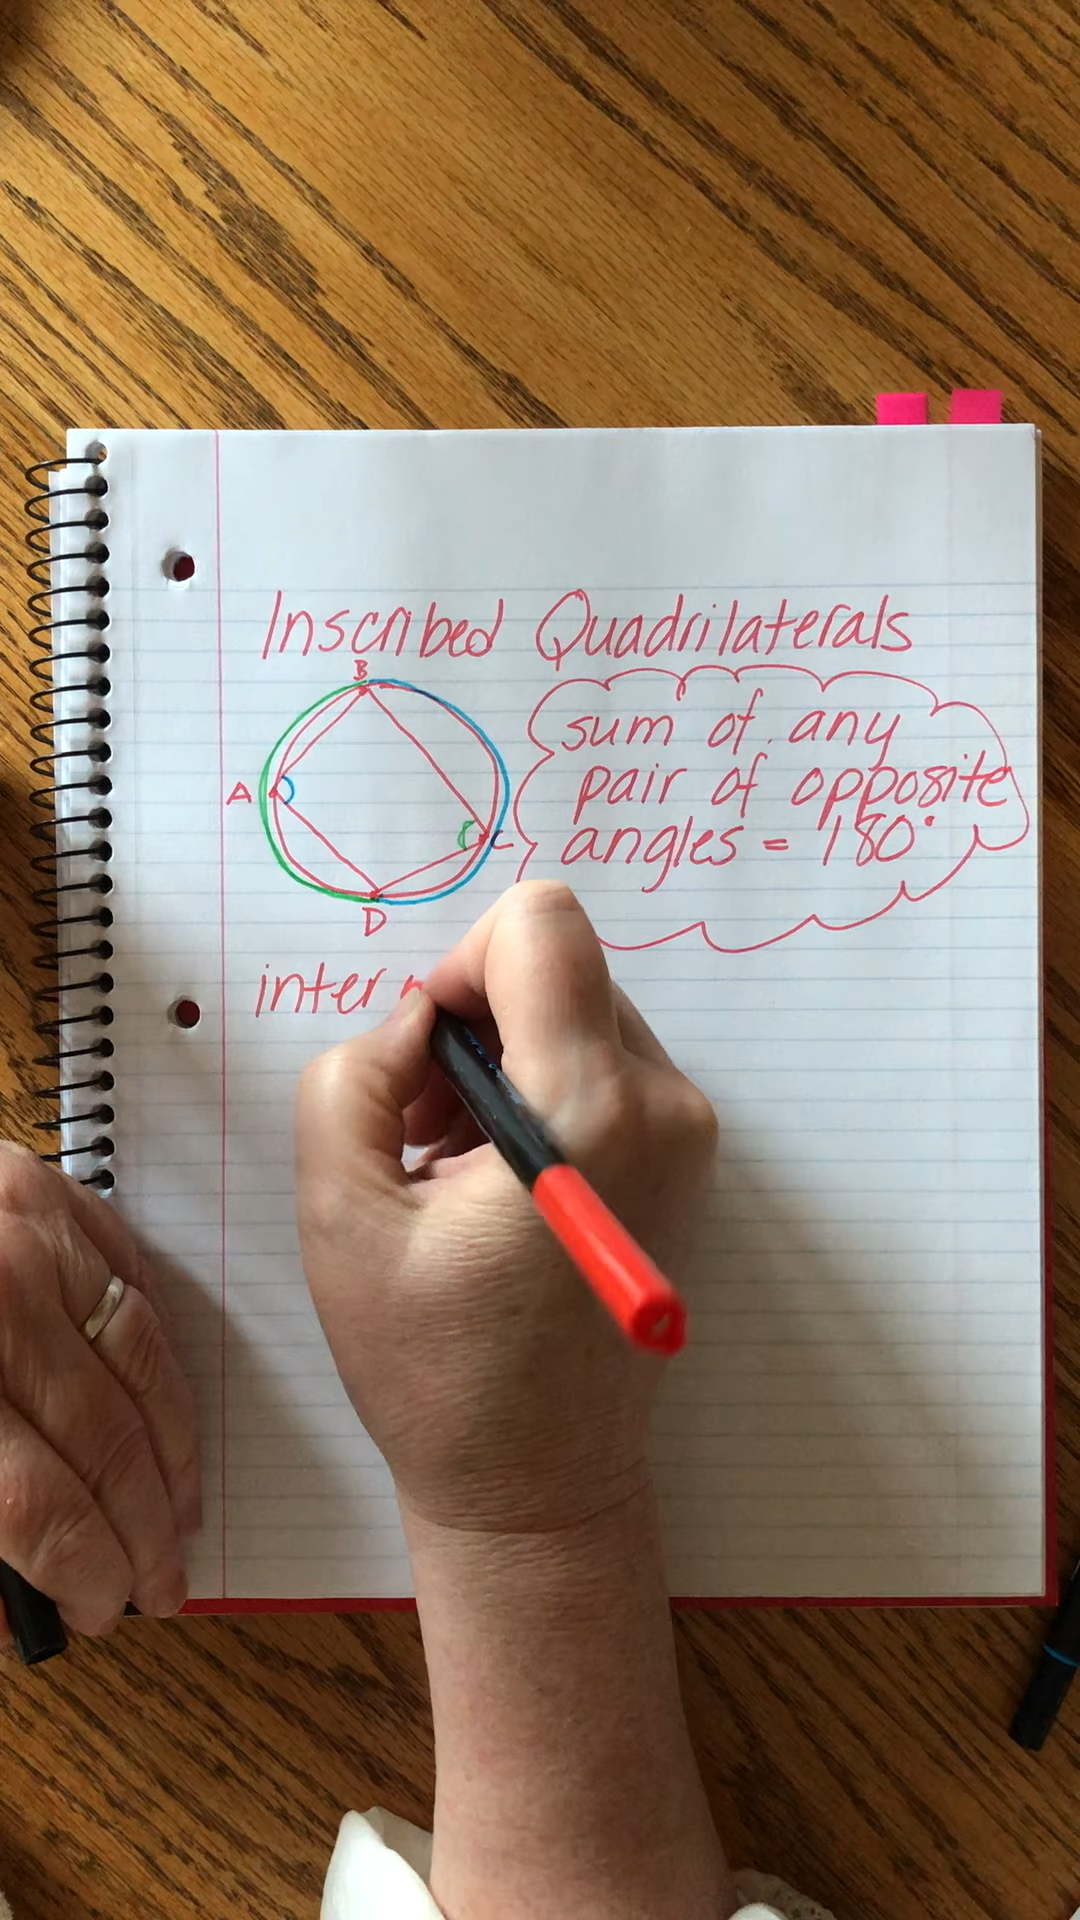 Inscribed Quadrilaterals
B
sum of any
A
pair of opposite
C
angles = 180°
D
inter